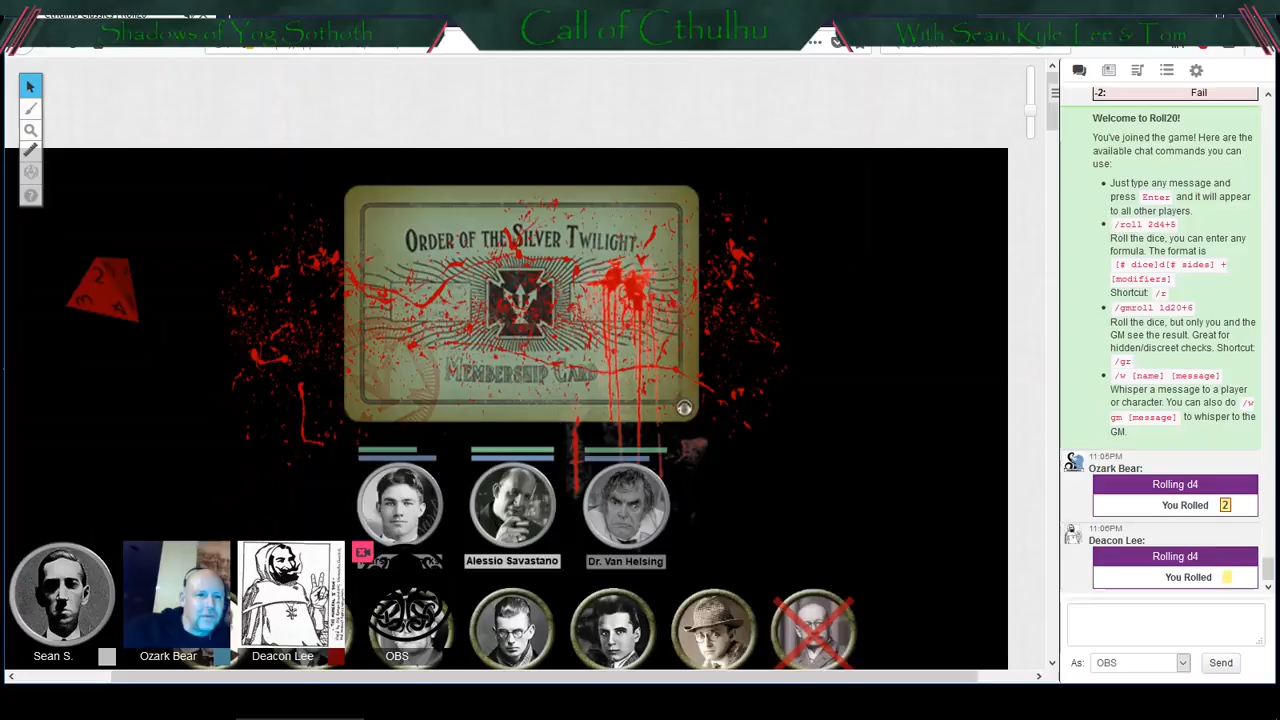 Shadows of Yog Sothoth
Call of Cthulhu
With Sean, Kyle, Lee & Tom
-2: Fail
Welcome to Roll20!
You've joined the game! Here are the
available chat commands you can
use:
Just type any message and
press Enter and it will appear
to all other players.
/roll 2d4+5
Roll the dice, you can enter any
formula. The format is
[# dice]d[# sides] +
[modifiers]
Shortcut: /r
/gmroll 1d20+6
Roll the dice, but only you and the
GM see the result. Great for
hidden/discreet checks. Shortcut:
/gr
/w [name] [message]
Whisper a message to a player
or character. You can also do /w
gm [message] to whisper to the
GM.
11:05PM
Ozark Bear:
Rolling d4
You Rolled 2
11:06PM
Deacon Lee:
Rolling d4
You Rolled
As: OBS Send
Order of the Silver Twilight
Membership Card
2
3 4
Alessio Savastano Dr. Van Helsing
Sean S. Ozark Bear Deacon Lee OBS